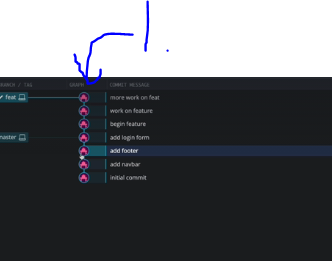 BRANCH / TAG GRAPH COMMIT MESSAGE
feat more work on feat
work on feature
begin feature
master add login form
add footer
add navbar
initial commit